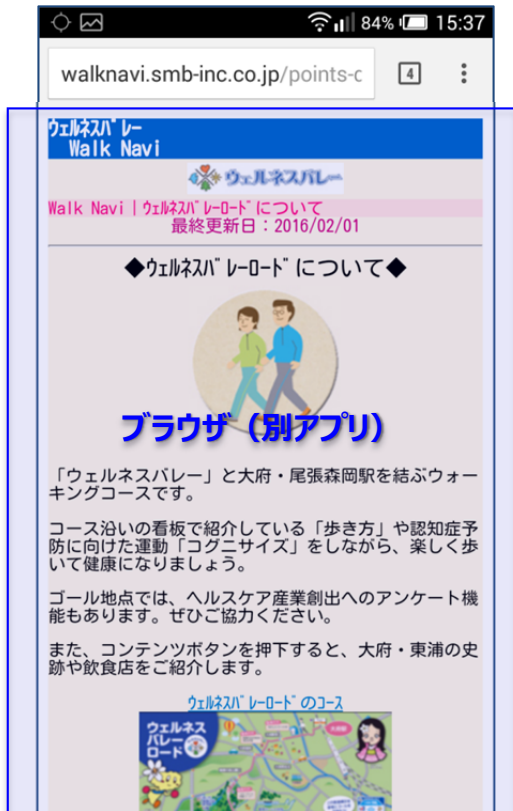 84% 15:37
walknavi.smb-inc.co.jp/points-c 4
ｳｪﾙﾈｽﾊﾞﾚｰ
Walk Navi
ウェルネスバレー
Walk Navi｜ｳｪﾙﾈｽﾊﾞﾚｰﾛｰﾄﾞについて
最終更新日：2016/02/01
◆ｳｪﾙﾈｽﾊﾞﾚｰﾛｰﾄﾞについて◆
ブラウザ（別アプリ）
「ウェルネスバレー」と大府・尾張森岡駅を結ぶウォー
キングコースです。
コース沿いの看板で紹介している「歩き方」や認知症予
防に向けた運動「コグニサイズ」をしながら、楽しく歩
いて健康になりましょう。
ゴール地点では、ヘルスケア産業創出へのアンケート機
能もあります。ぜひご協力ください。
また、コンテンツボタンを押下すると、大府・東浦の史
跡や飲食店をご紹介します。
ｳｪﾙﾈｽﾊﾞﾚｰﾛｰﾄﾞのｺｰｽ
ウェルネス
バレー
ロード